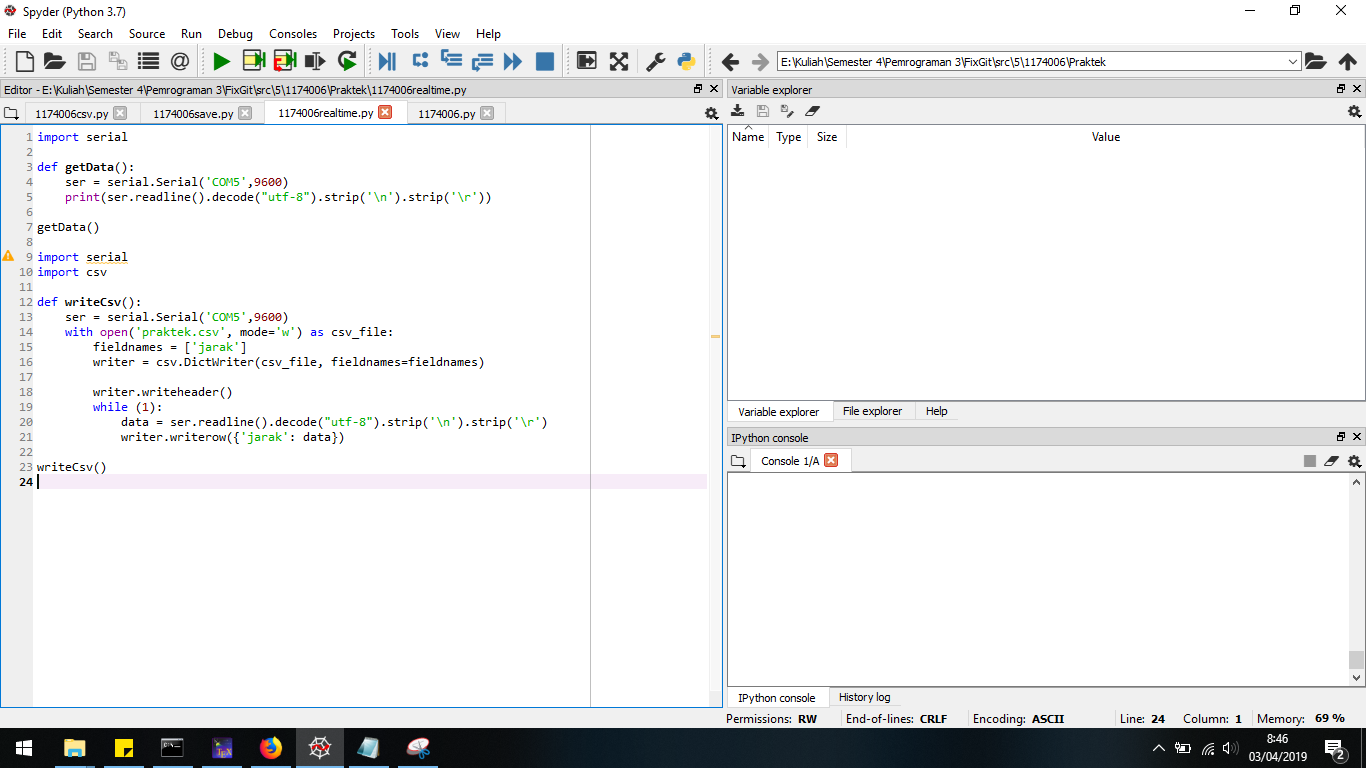 Spyder (Python 3.7)
File Edit Search Source Run Debug Consoles Projects Tools View Help
E:\Kuliah\Semester 4\Pemrograman 3\FixGit\src\5\1174006\Praktek
Editor - E:\Kuliah\Semester 4\Pemrograman 3\FixGit\src\5\1174006\Praktek\1174006realtime.py
1174006csv.py 1174006save.py 1174006realtime.py 1174006.py
1 import serial
2
3 def getData():
4     ser = serial.Serial('COM5',9600)
5     print(ser.readline().decode("utf-8").strip('\n').strip('\r'))
6
7 getData()
8
9 import serial
10 import csv
11
12 def writeCsv():
13     ser = serial.Serial('COM5',9600)
14     with open('praktek.csv', mode='w') as csv_file:
15         fieldnames = ['jarak']
16         writer = csv.DictWriter(csv_file, fieldnames=fieldnames)
17
18         writer.writeheader()
19         while (1):
20             data = ser.readline().decode("utf-8").strip('\n').strip('\r')
21             writer.writerow({'jarak': data})
22
23 writeCsv()
24
Variable explorer
Name Type Size Value
Variable explorer File explorer Help
IPython console
Console 1/A
IPython console History log
Permissions: RW End-of-lines: CRLF Encoding: ASCII Line: 24 Column: 1 Memory: 69 %
8:46
03/04/2019
2